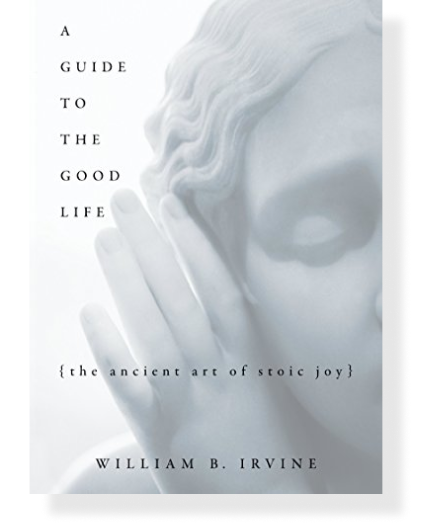 A
GUIDE
TO
THE
GOOD
LIFE
{the ancient art of stoic joy}
WILLIAM B. IRVINE